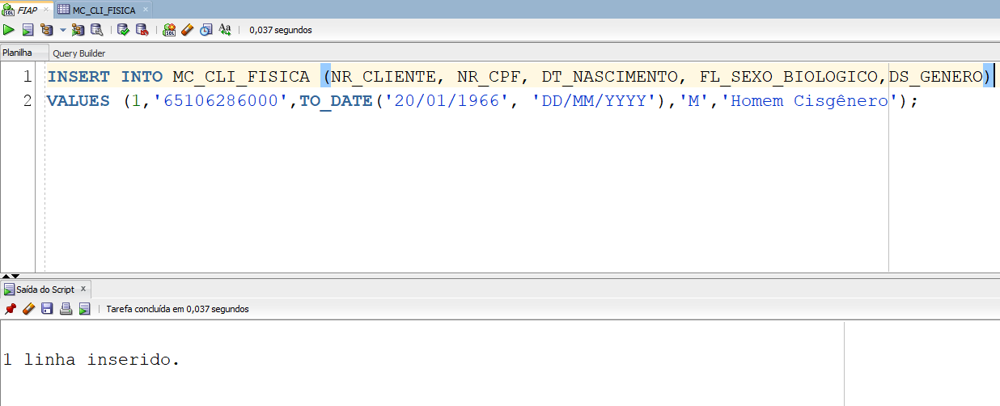 FIAP MC_CLI_FISICA
SQL Aa 0,037 segundos
Planilha Query Builder
1 INSERT INTO MC_CLI_FISICA (NR_CLIENTE, NR_CPF, DT_NASCIMENTO, FL_SEXO_BIOLOGICO,DS_GENERO)
2 VALUES (1,'65106286000',TO_DATE('20/01/1966', 'DD/MM/YYYY'),'M','Homem Cisgênero');
Saída do Script x
Tarefa concluída em 0,037 segundos
1 linha inserido.